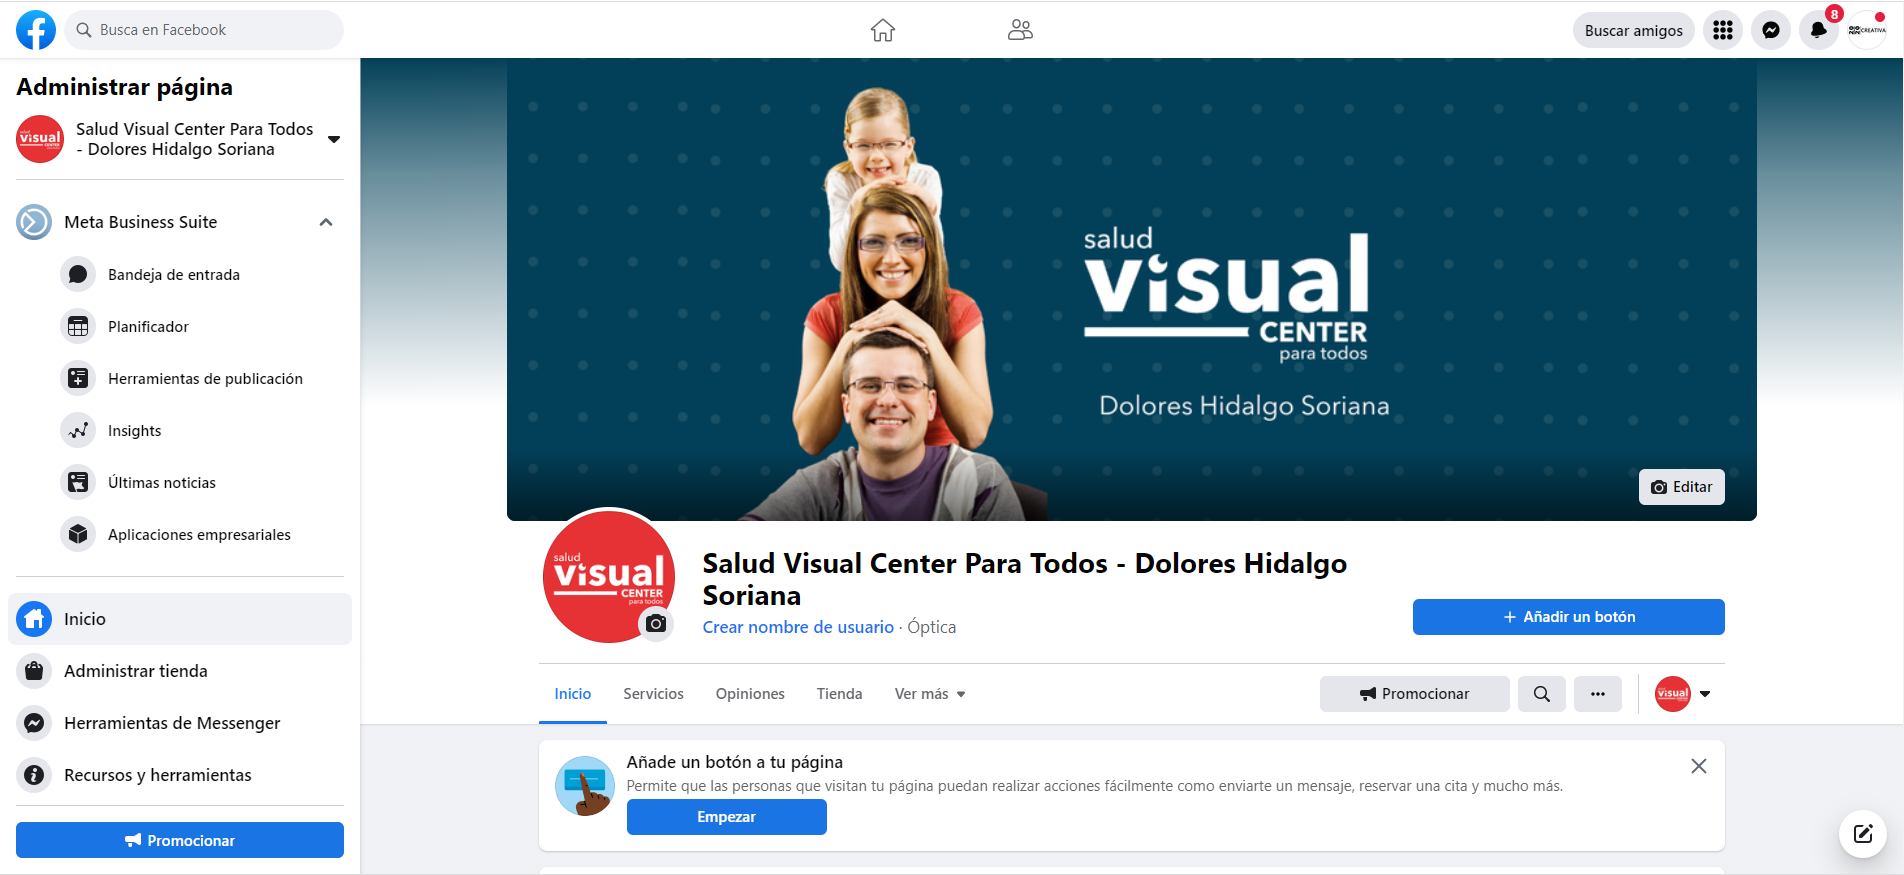 Busca en Facebook
Buscar amigos
8
CREATIVA
Administrar página
salud
visual
CENTER
Salud Visual Center Para Todos
- Dolores Hidalgo Soriana
Meta Business Suite
Bandeja de entrada
Planificador
Herramientas de publicación
Insights
Últimas noticias
Aplicaciones empresariales
Inicio
Administrar tienda
Herramientas de Messenger
Recursos y herramientas
Promocionar
salud
visual
CENTER
para todos
Dolores Hidalgo Soriana
Editar
salud
visual
CENTER
para todos
Salud Visual Center Para Todos - Dolores Hidalgo
Soriana
Crear nombre de usuario · Óptica
+ Añadir un botón
Inicio Servicios Opiniones Tienda Ver más
Promocionar
visual
Añade un botón a tu página
Permite que las personas que visitan tu página puedan realizar acciones fácilmente como enviarte un mensaje, reservar una cita y mucho más.
Empezar